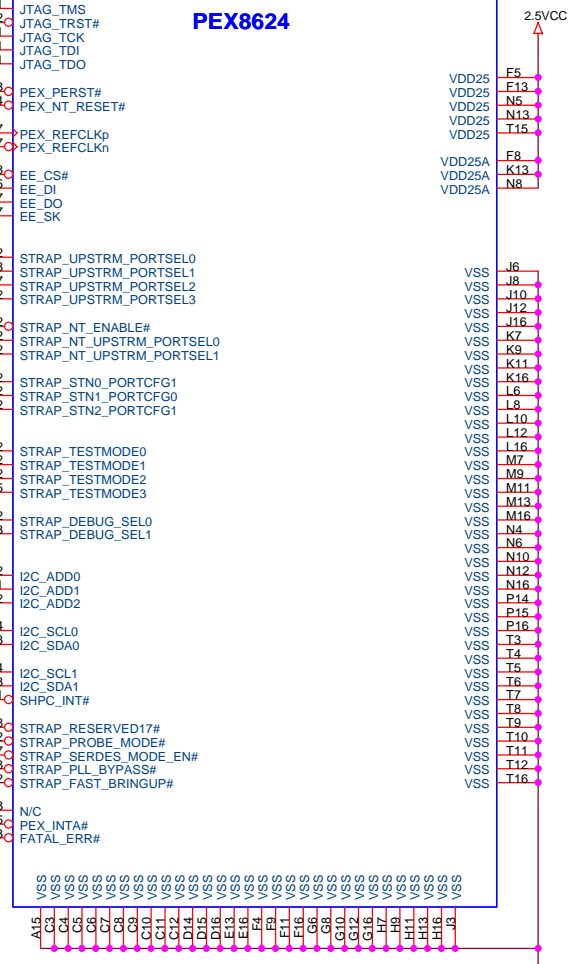 PEX8624
2.5VCC
JTAG_TMS
JTAG_TRST#
JTAG_TCK
JTAG_TDI
JTAG_TDO
PEX_PERST#
PEX_NT_RESET#
PEX_REFCLKp
PEX_REFCLKn
EE_CS#
EE_DI
EE_DO
EE_SK
STRAP_UPSTRM_PORTSEL0
STRAP_UPSTRM_PORTSEL1
STRAP_UPSTRM_PORTSEL2
STRAP_UPSTRM_PORTSEL3
STRAP_NT_ENABLE#
STRAP_NT_UPSTRM_PORTSEL0
STRAP_NT_UPSTRM_PORTSEL1
STRAP_STN0_PORTCFG1
STRAP_STN1_PORTCFG0
STRAP_STN2_PORTCFG1
STRAP_TESTMODE0
STRAP_TESTMODE1
STRAP_TESTMODE2
STRAP_TESTMODE3
STRAP_DEBUG_SEL0
STRAP_DEBUG_SEL1
I2C_ADD0
I2C_ADD1
I2C_ADD2
I2C_SCL0
I2C_SDA0
I2C_SCL1
I2C_SDA1
SHPC_INT#
STRAP_RESERVED17#
STRAP_PROBE_MODE#
STRAP_SERDES_MODE_EN#
STRAP_PLL_BYPASS#
STRAP_FAST_BRINGUP#
N/C
PEX_INTA#
FATAL_ERR#
VDD25 F5
VDD25 F13
VDD25 N5
VDD25 N13
VDD25 T15
VDD25A F8
VDD25A K13
VDD25A N8
VSS J6
VSS J8
VSS J10
VSS J12
VSS J16
VSS K7
VSS K9
VSS K11
VSS K16
VSS L6
VSS L8
VSS L10
VSS L12
VSS L16
VSS M7
VSS M9
VSS M11
VSS M13
VSS M16
VSS N4
VSS N6
VSS N10
VSS N12
VSS N16
VSS P14
VSS P15
VSS P16
VSS T3
VSS T4
VSS T5
VSS T6
VSS T7
VSS T8
VSS T9
VSS T10
VSS T11
VSS T12
VSS T16
VSS A15
VSS C3
VSS C4
VSS C5
VSS C6
VSS C7
VSS C8
VSS C9
VSS C10
VSS C11
VSS C12
VSS D14
VSS D15
VSS D16
VSS E13
VSS E16
VSS F4
VSS F9
VSS F11
VSS F16
VSS G6
VSS G8
VSS G10
VSS G12
VSS G16
VSS H7
VSS H9
VSS H11
VSS H13
VSS H16
VSS J3